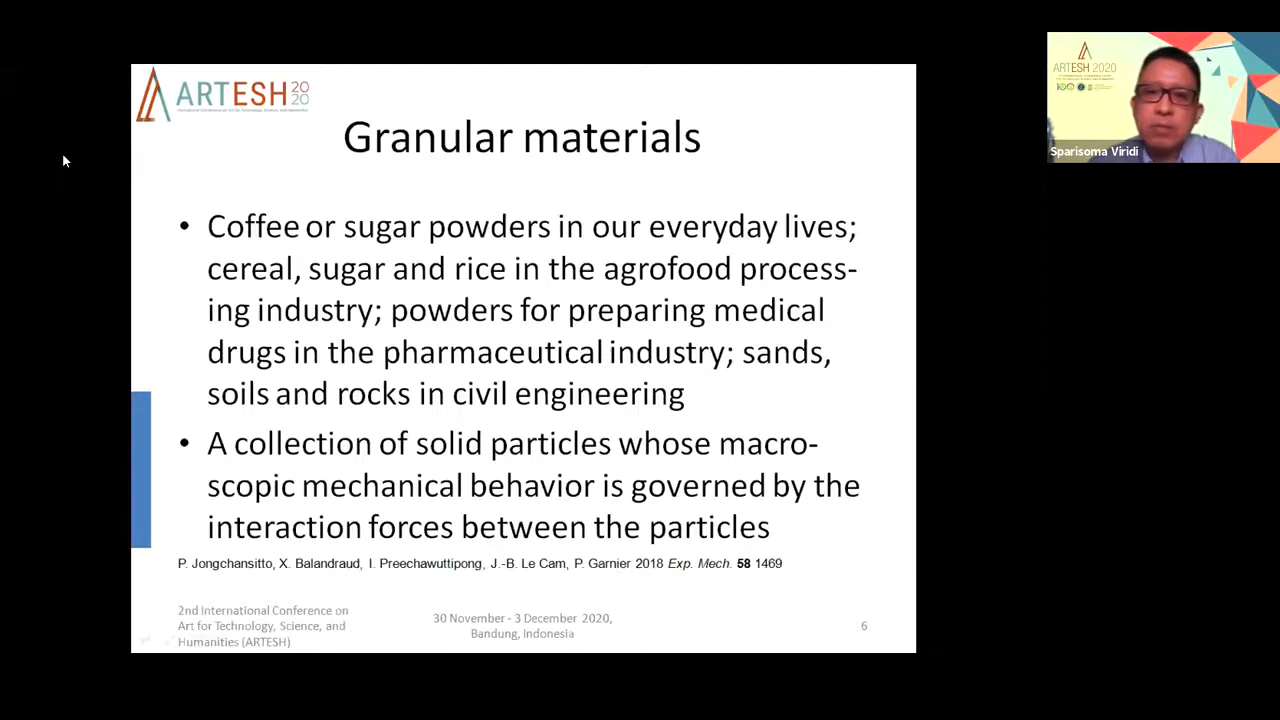 ARTESH 2020
Granular materials
• Coffee or sugar powders in our everyday lives;
cereal, sugar and rice in the agrofood process-
ing industry; powders for preparing medical
drugs in the pharmaceutical industry; sands,
soils and rocks in civil engineering
• A collection of solid particles whose macro-
scopic mechanical behavior is governed by the
interaction forces between the particles
P. Jongchansitto, X. Balandraud, I. Preechawuttipong, J.-B. Le Cam, P. Garnier 2018 Exp. Mech. 58 1469
2nd International Conference on
Art for Technology, Science, and
Humanities (ARTESH)
30 November - 3 December 2020,
Bandung, Indonesia
6
ARTESH 2020
Sparisoma Viridi